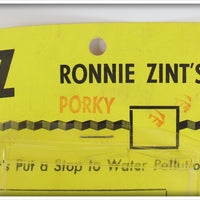 Z
RONNIE ZINT'S
PORKY
's Put a Stop to Water Pollution